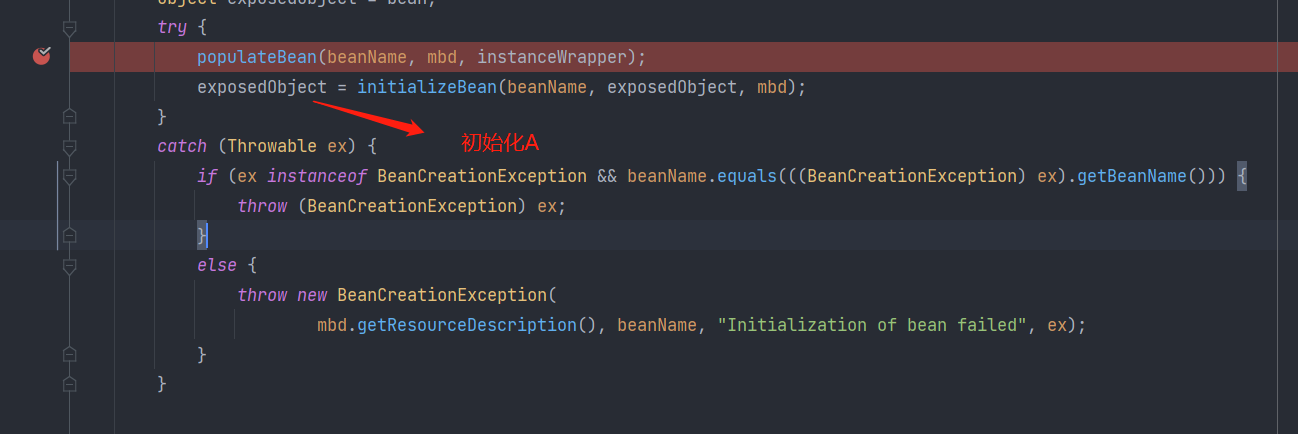 Object exposedObject = bean;
try {
populateBean(beanName, mbd, instanceWrapper);
exposedObject = initializeBean(beanName, exposedObject, mbd);
}
初始化A
catch (Throwable ex) {
if (ex instanceof BeanCreationException && beanName.equals(((BeanCreationException) ex).getBeanName())) {
throw (BeanCreationException) ex;
}
else {
throw new BeanCreationException(
mbd.getResourceDescription(), beanName, "Initialization of bean failed", ex);
}
}